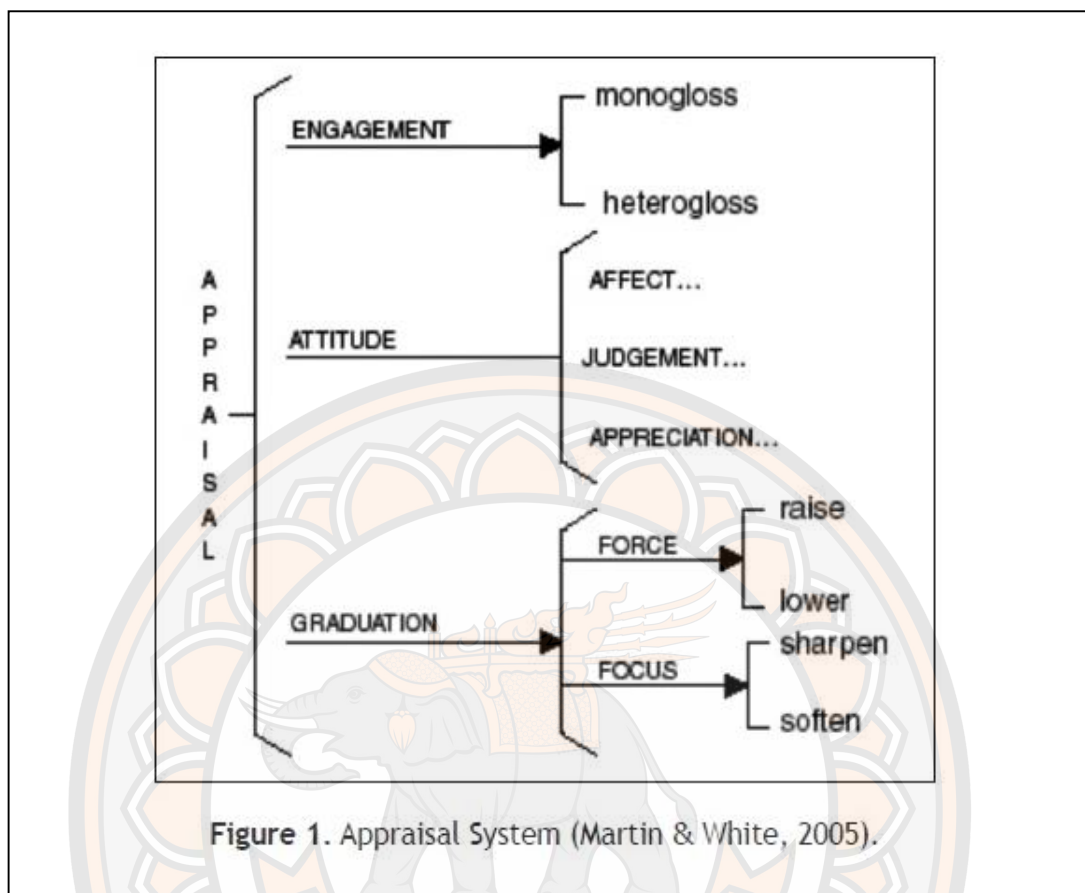 monogloss
ENGAGEMENT
heterogloss
APPRAISAL
AFFECT...
ATTITUDE
JUDGEMENT...
APPRECIATION...
raise
FORCE
lower
GRADUATION
sharpen
FOCUS
soften
Figure 1. Appraisal System (Martin & White, 2005).